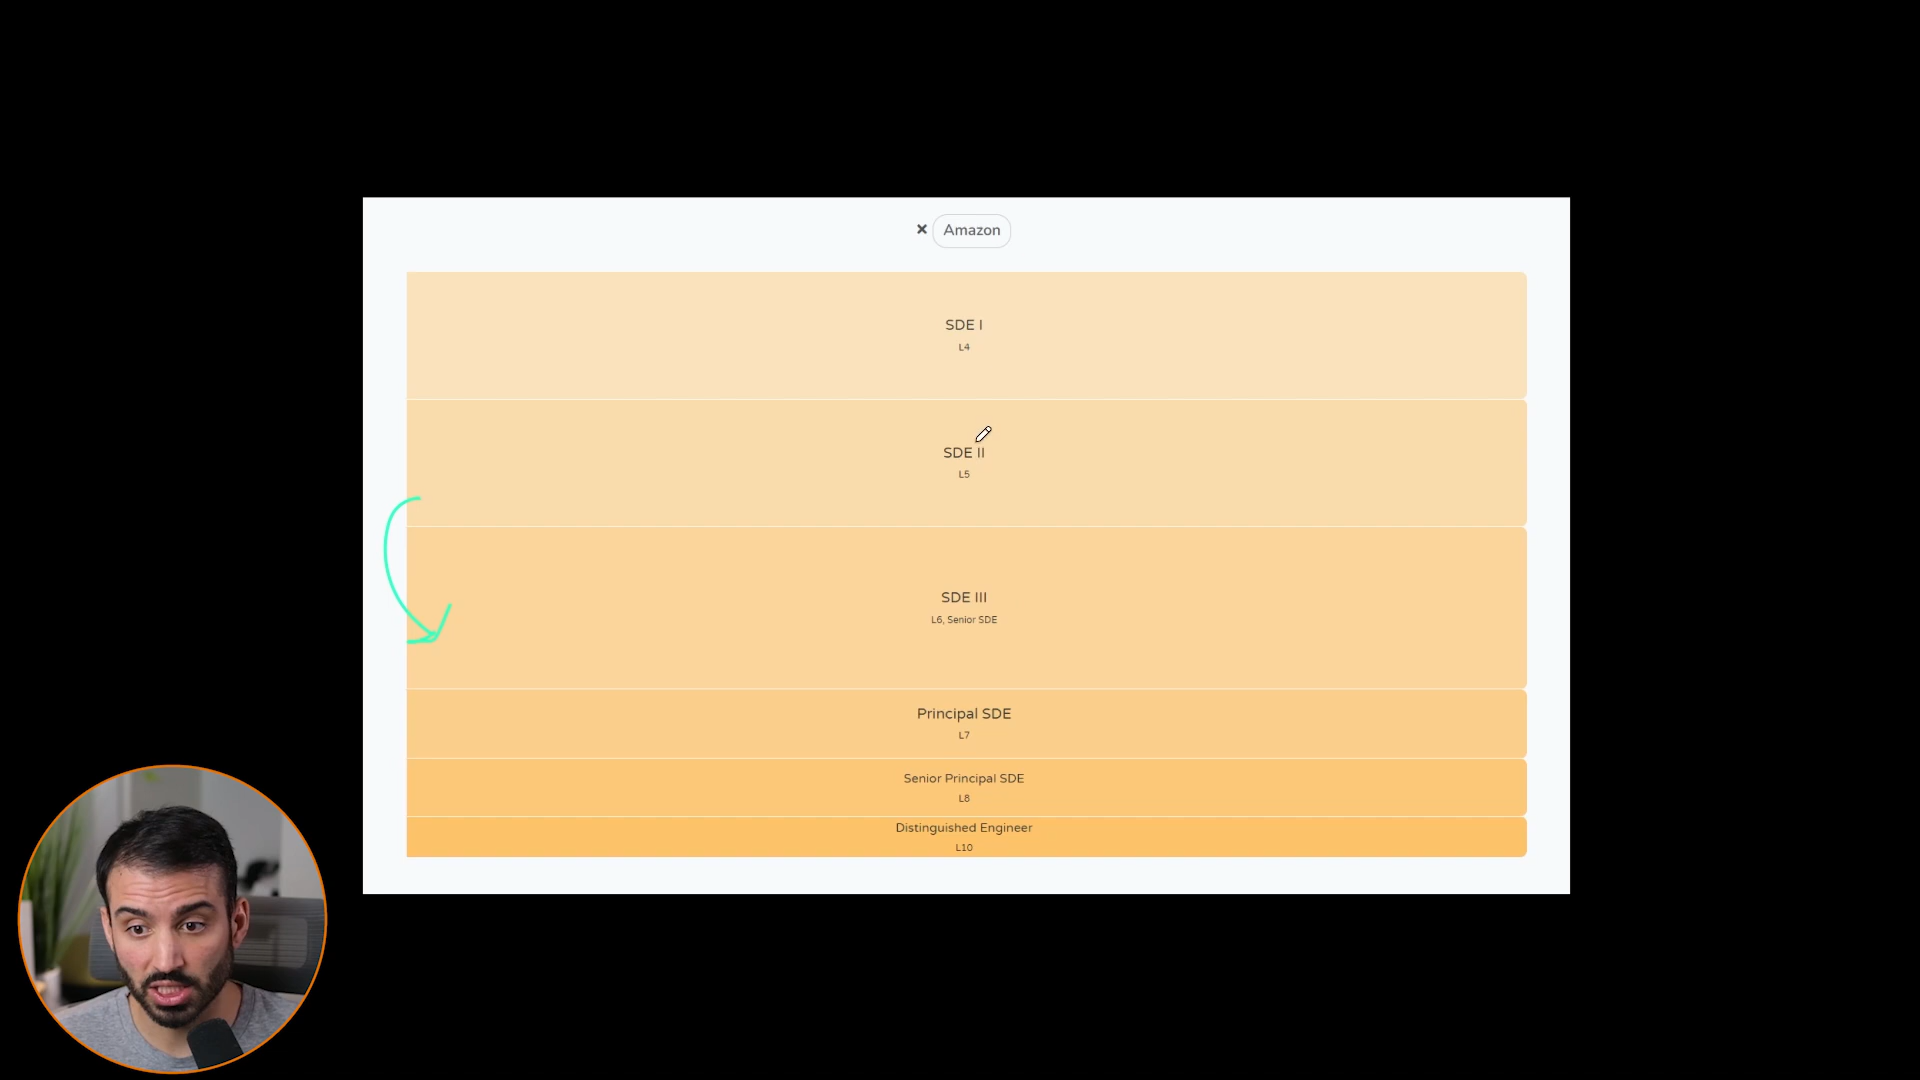 Amazon
SDE I
L4
SDE II
L5
SDE III
L6, Senior SDE
Principal SDE
L7
Senior Principal SDE
L8
Distinguished Engineer
L10